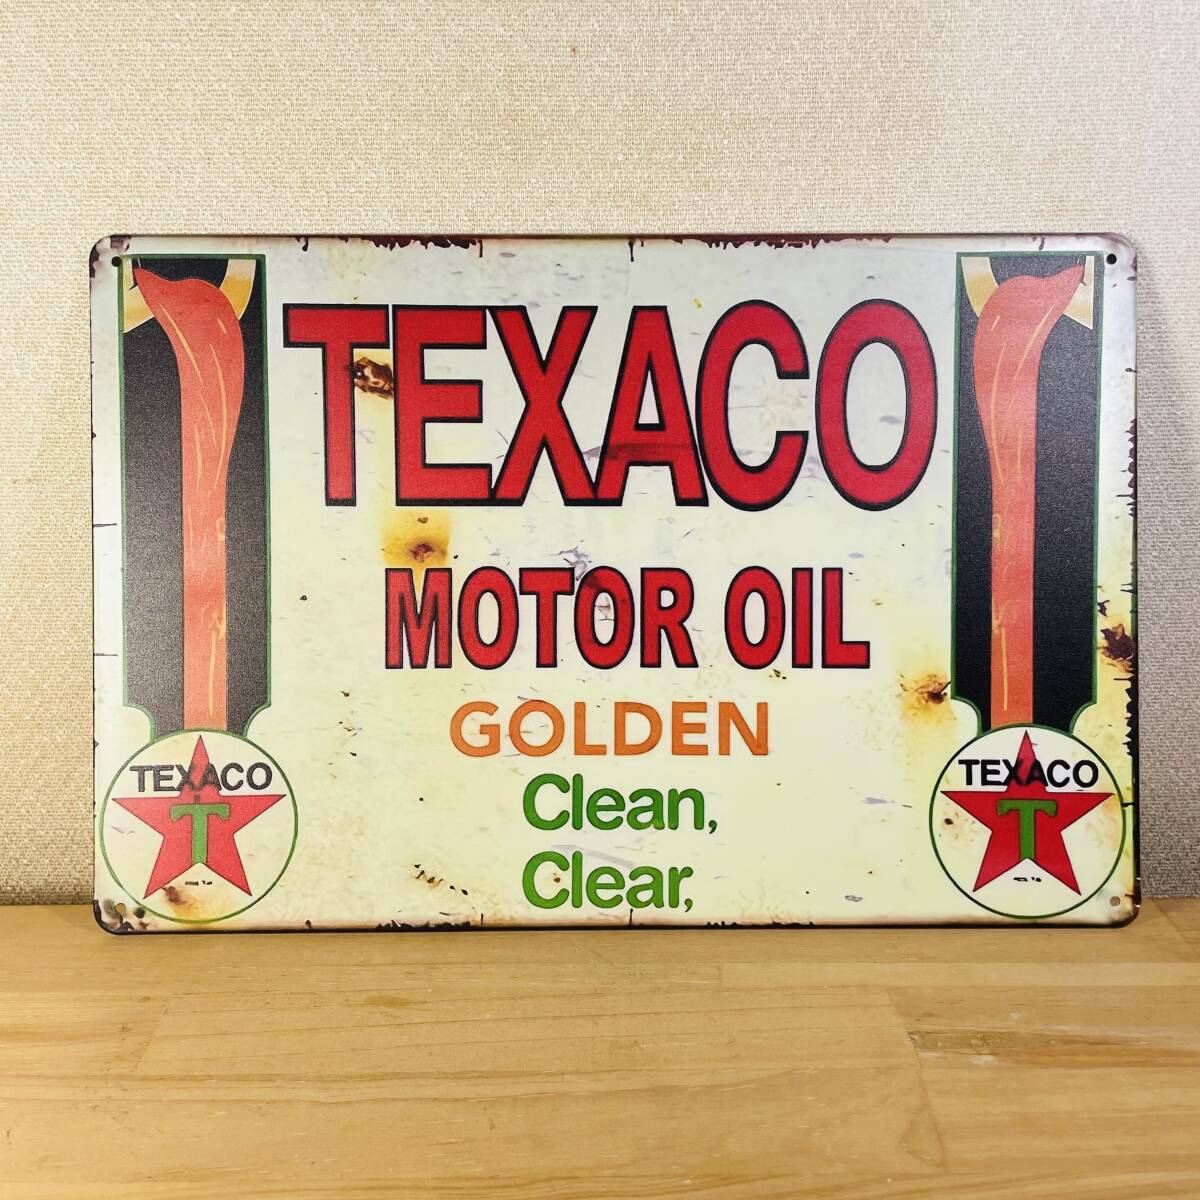 TEXACO
MOTOR OIL
GOLDEN
Clean,
Clear,
TEXACO
T
TEXACO
T